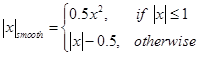 |x|smooth = { 0.5x², if |x| ≤ 1
|x| − 0.5, otherwise